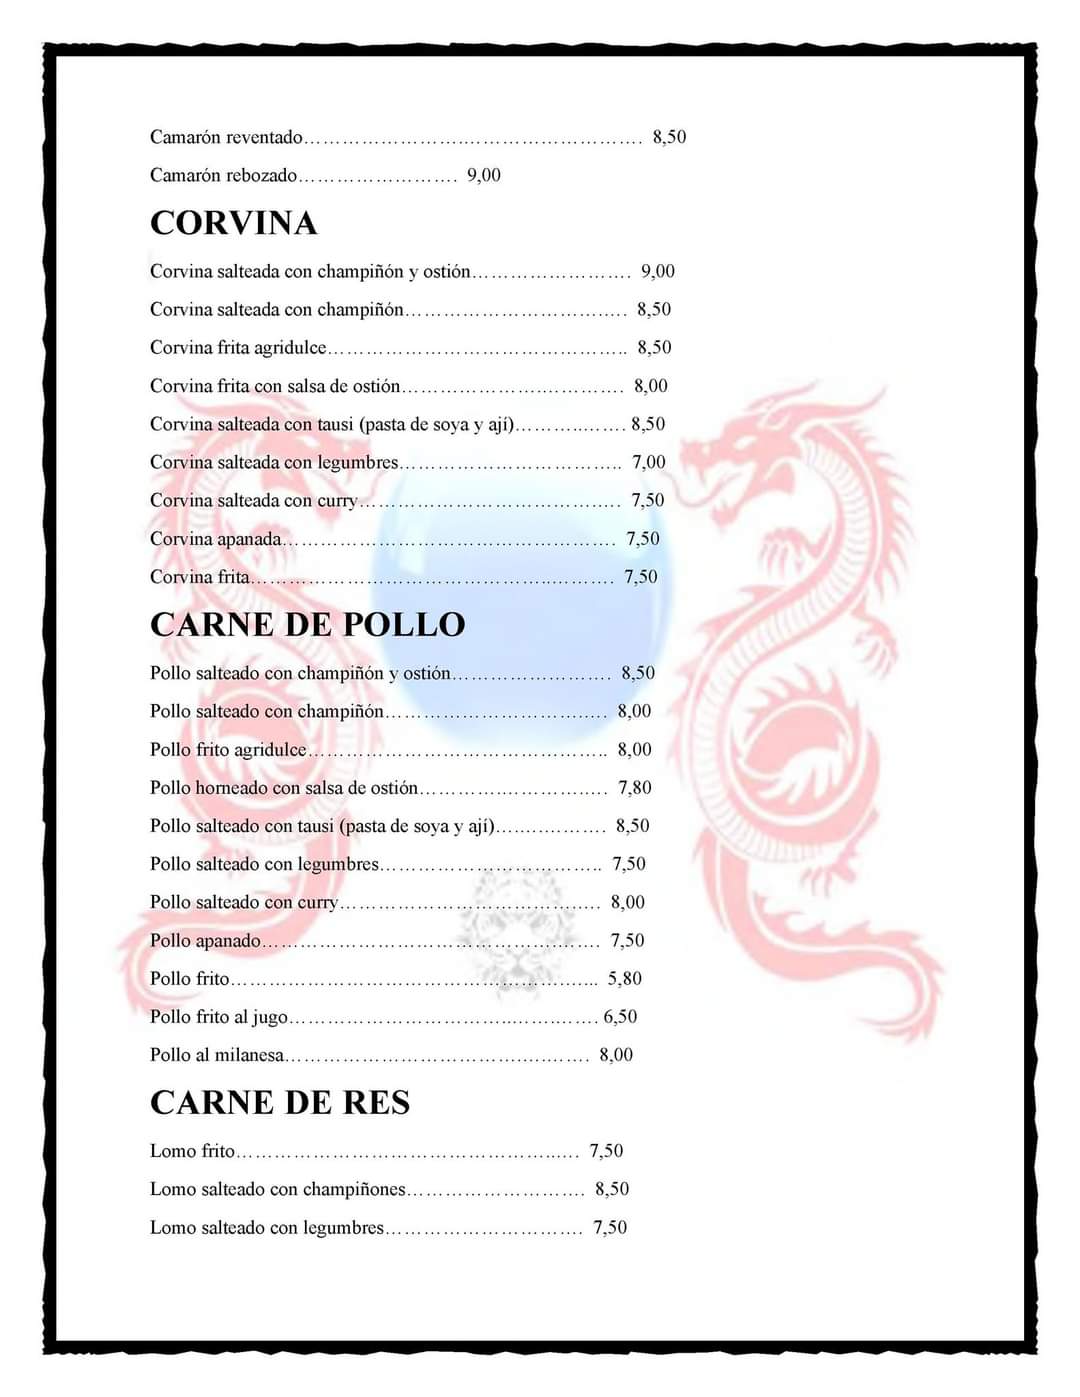 Camarón reventado……………………..………………………. 8,50
Camarón rebozado……………………. 9,00
CORVINA
Corvina salteada con champiñón y ostión……………………. 9,00
Corvina salteada con champiñón…………………………..…. 8,50
Corvina frita agridulce……………………………………….. 8,50
Corvina frita con salsa de ostión………………….…………. 8,00
Corvina salteada con tausi (pasta de soya y ají)………..……. 8,50
Corvina salteada con legumbres…………………………….. 7,00
Corvina salteada con curry………………………………..…. 7,50
Corvina apanada……………………………………………. 7,50
Corvina frita………………………………………..………. 7,50
CARNE DE POLLO
Pollo salteado con champiñón y ostión……………………. 8,50
Pollo salteado con champiñón…………………………..…. 8,00
Pollo frito agridulce……………………………………….. 8,00
Pollo horneado con salsa de ostión………….…………..…. 7,80
Pollo salteado con tausi (pasta de soya y ají)…..…..………. 8,50
Pollo salteado con legumbres…………………………….. 7,50
Pollo salteado con curry………………………………..…. 8,00
Pollo apanado……………………………………….….…. 7,50
Pollo frito………………………………………………... 5,80
Pollo frito al jugo……………………………..…..…..…. 6,50
Pollo al milanesa……………………………….…..……. 8,00
CARNE DE RES
Lomo frito…………………………………………..…. 7,50
Lomo salteado con champiñones………………………. 8,50
Lomo salteado con legumbres…………………………. 7,50